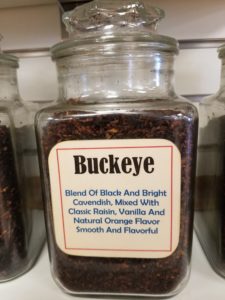 Buckeye
Blend Of Black And Bright
Cavendish, Mixed With
Classic Raisin, Vanilla And
Natural Orange Flavor
Smooth And Flavorful